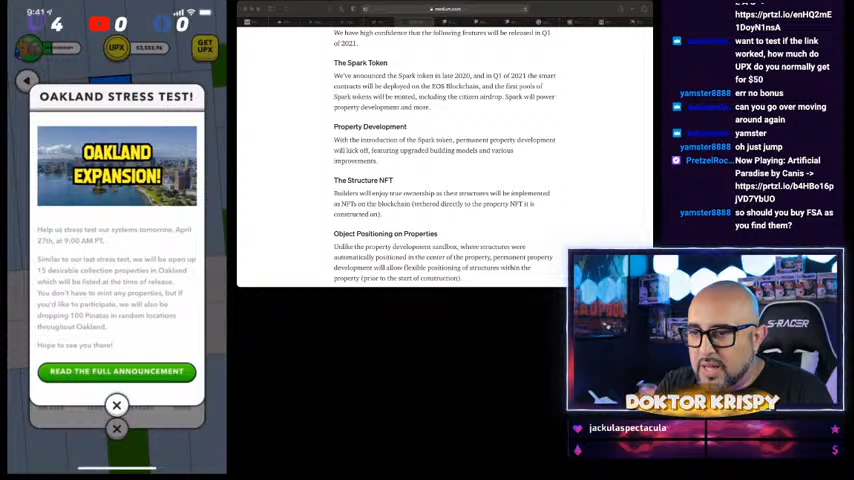 9:41
4
0
0
UPX
GET
UPX
OAKLAND STRESS TEST!
OAKLAND
EXPANSION!
Help us stress test our systems tomorrow, April
27th, at 9:00 AM PT.
Similar to our last stress test, we will be open up
15 desirable collection properties in Oakland
which will be listed at the time of release.
You don't have to mint any properties, but if
you'd like to participate, we will also be
dropping 100 Pinatas in random locations
throughout Oakland.
Hope to see you there!
READ THE FULL ANNOUNCEMENT
medium.com
We have high confidence that the following features will be released in Q1
of 2021.
The Spark Token
We've announced the Spark token in late 2020, and in Q1 of 2021 the smart
contracts will be deployed on the EOS Blockchain, and the first pools of
Spark tokens will be minted, including the citizen airdrop. Spark will power
property development and more.
Property Development
With the introduction of the Spark token, permanent property development
will kick off, featuring upgraded building models and various
improvements.
The Structure NFT
Builders will enjoy true ownership as their structures will be implemented
as NFTs on the blockchain (tethered directly to the property NFT it is
constructed on).
Object Positioning on Properties
Unlike the property development sandbox, where structures were
automatically positioned in the center of the property, permanent property
development will allow flexible positioning of structures within the
property (prior to the start of construction).
https://prtzl.io/enHQ2mE
1DoyN1nsA
want to test if the link
worked, how much do
UPX do you normally get
for $50
yamster8888 err no bonus
can you go over moving
around again
yamster
yamster8888 oh just jump
PretzelRoc... Now Playing: Artificial
Paradise by Canis ->
https://prtzl.io/b4HBo16p
jVD7YbUO
yamster8888 so should you buy FSA as
you find them?
S-RACER
DOKTOR KRISPY
jackulaspectacula